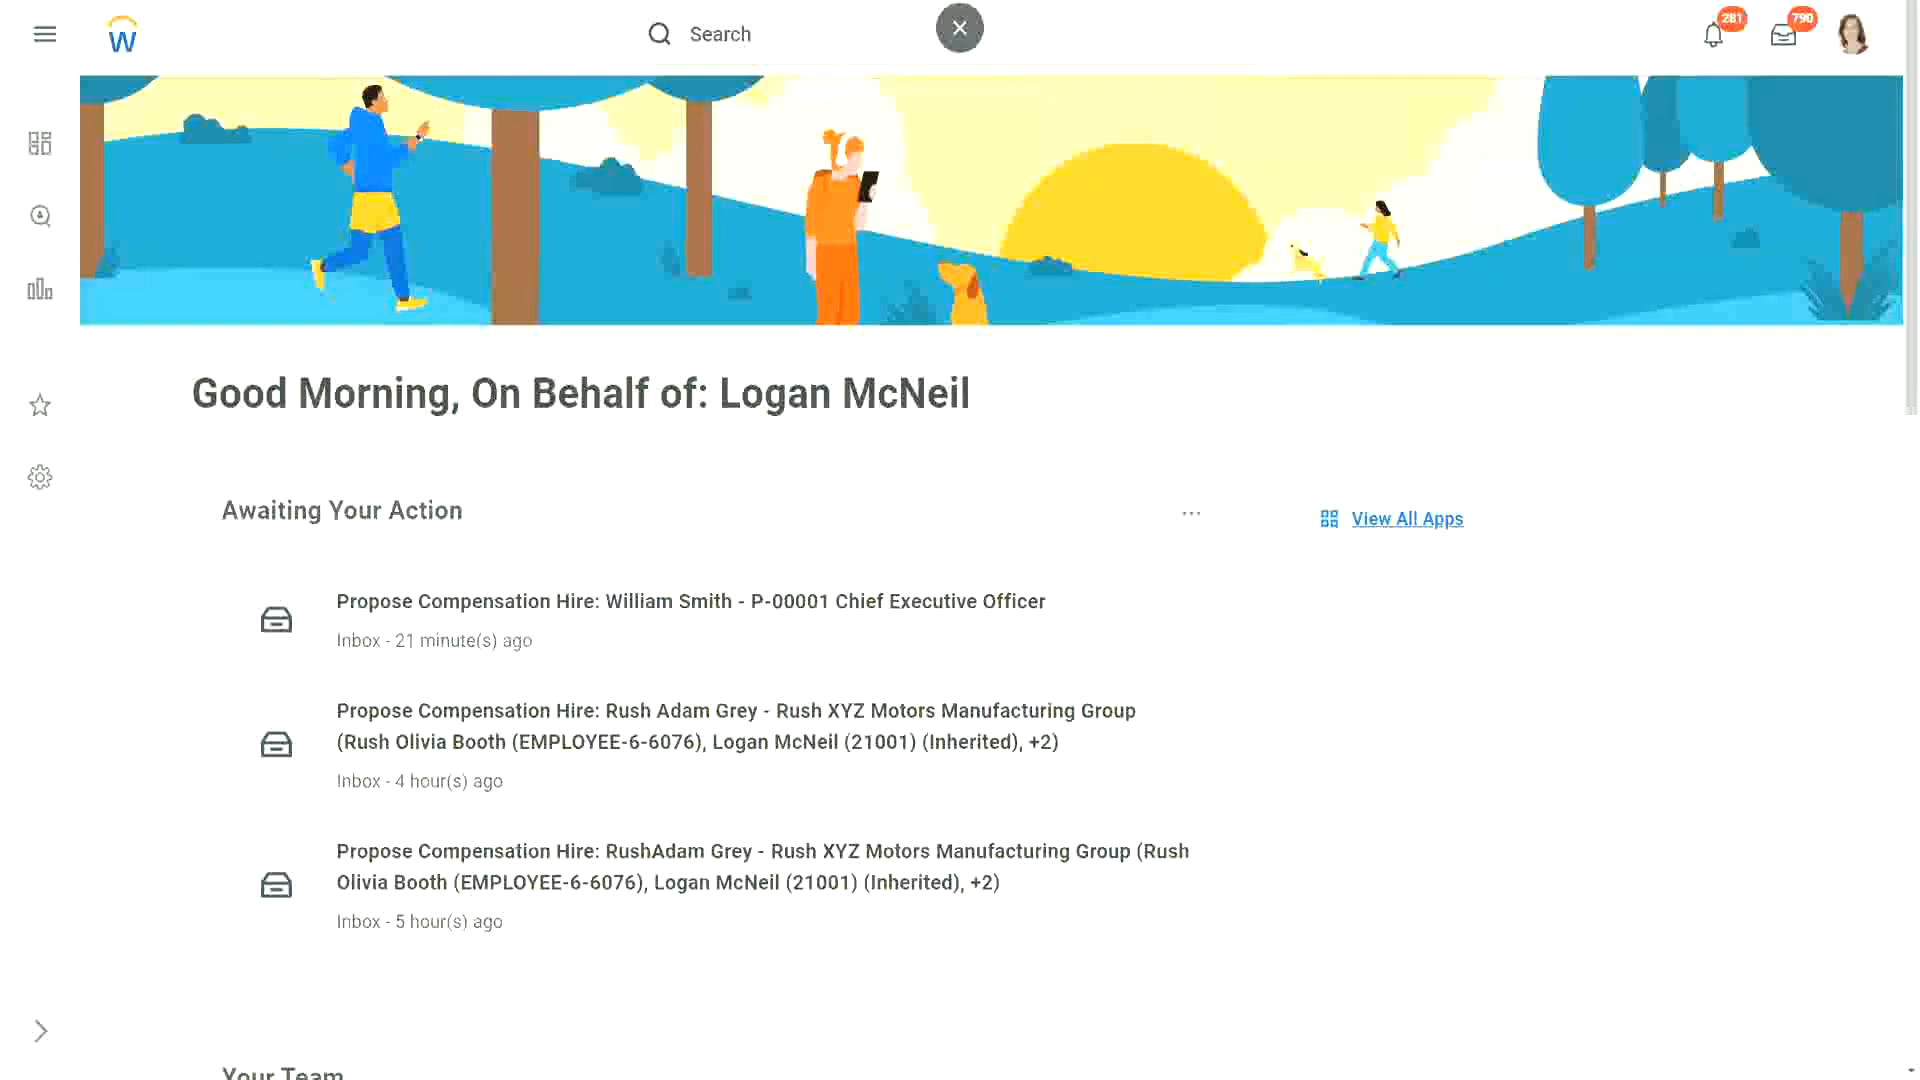 W
Search
281
790
Good Morning, On Behalf of: Logan McNeil
Awaiting Your Action
View All Apps
Propose Compensation Hire: William Smith - P-00001 Chief Executive Officer
Inbox - 21 minute(s) ago
Propose Compensation Hire: Rush Adam Grey - Rush XYZ Motors Manufacturing Group
(Rush Olivia Booth (EMPLOYEE-6-6076), Logan McNeil (21001) (Inherited), +2)
Inbox - 4 hour(s) ago
Propose Compensation Hire: RushAdam Grey - Rush XYZ Motors Manufacturing Group (Rush
Olivia Booth (EMPLOYEE-6-6076), Logan McNeil (21001) (Inherited), +2)
Inbox - 5 hour(s) ago
Your Team